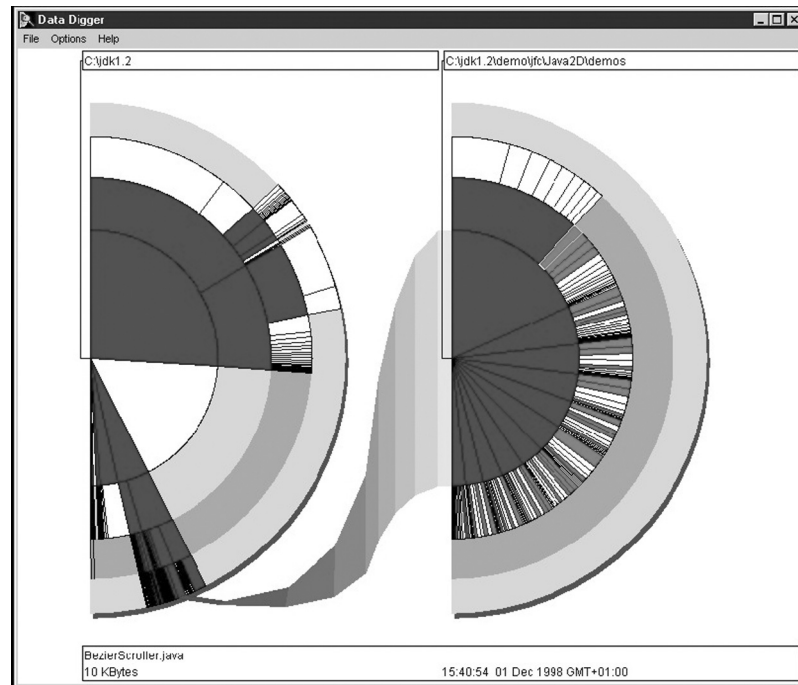 Data Digger
File Options Help
C:\jdk1.2
C:\jdk1.2\demo\jfc\Java2D\demos
BezierScroller.java
10 KBytes
15:40:54 01 Dec 1998 GMT+01:00